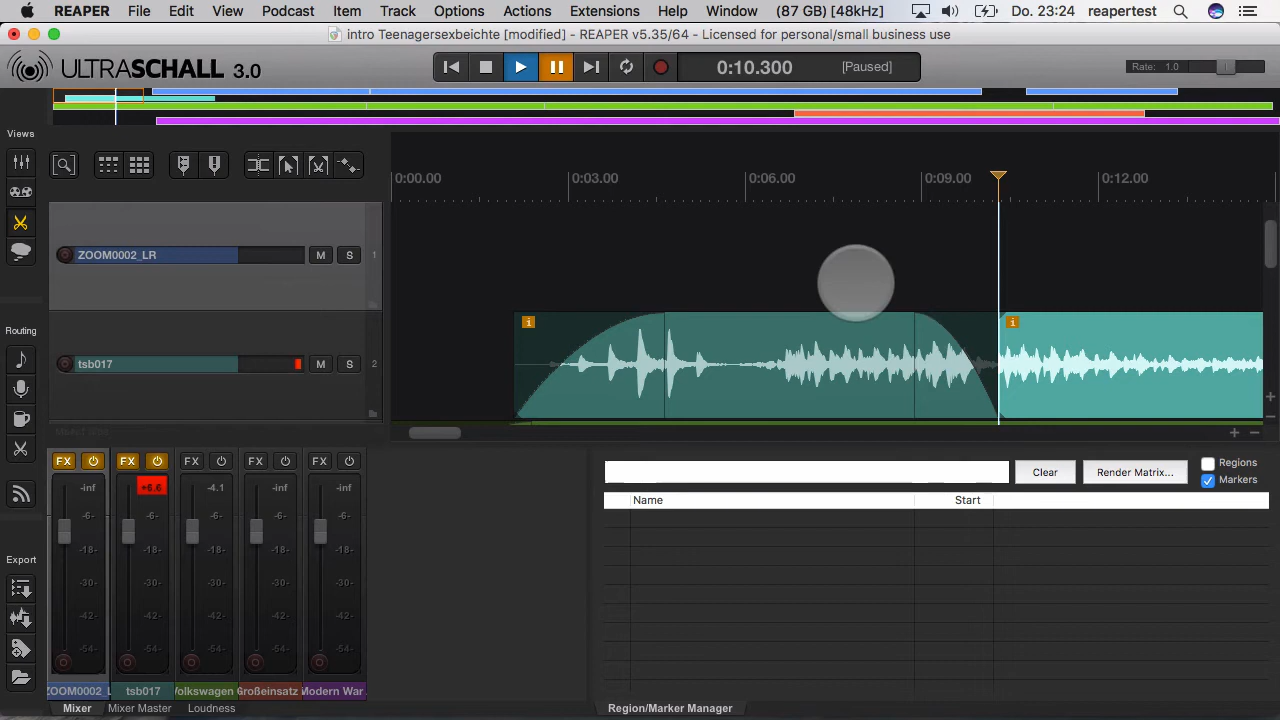 REAPER File Edit View Podcast Item Track Options Actions Extensions Help Window (87 GB) [48kHz] Do. 23:24 reapertest
intro Teenagersexbeichte [modified] - REAPER v5.35/64 - Licensed for personal/small business use
ULTRASCHALL 3.0
0:10.300 [Paused]
Rate: 1.0
Views
0:00.00 0:03.00 0:06.00 0:09.00 0:12.00
ZOOM0002_LR M S 1
Routing
tsb017 M S 2
FX FX FX FX FX
-inf +6.6 -4.1 -inf -inf
-6- -6- -6- -6- -6-
-18- -18- -18- -18- -18-
-30- -30- -30- -30- -30-
-42- -42- -42- -42- -42-
-54- -54- -54- -54- -54-
Clear Render Matrix... Regions
Markers
Name Start
Export
ZOOM0002_L tsb017 Volkswagen Großeinsatz Modern War
Mixer Mixer Master Loudness
Region/Marker Manager